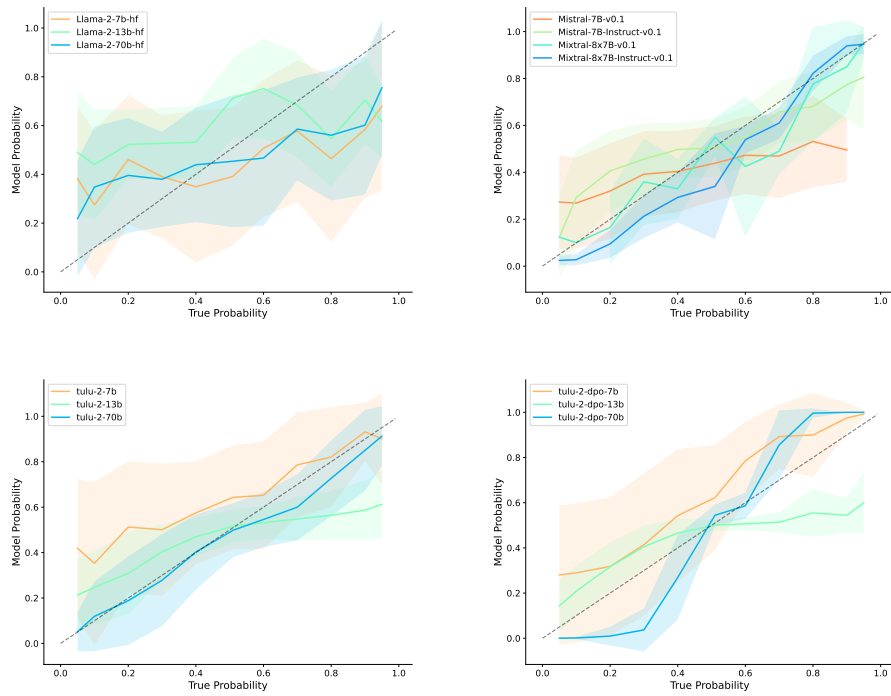 Llama-2-7b-hf
Llama-2-13b-hf
Llama-2-70b-hf
1.0
0.8
0.6
0.4
0.2
0.0
Model Probability
0.0 0.2 0.4 0.6 0.8 1.0
True Probability
Mistral-7B-v0.1
Mistral-7B-Instruct-v0.1
Mixtral-8x7B-v0.1
Mixtral-8x7B-Instruct-v0.1
1.0
0.8
0.6
0.4
0.2
0.0
Model Probability
0.0 0.2 0.4 0.6 0.8 1.0
True Probability
tulu-2-7b
tulu-2-13b
tulu-2-70b
1.0
0.8
0.6
0.4
0.2
0.0
Model Probability
0.0 0.2 0.4 0.6 0.8 1.0
True Probability
tulu-2-dpo-7b
tulu-2-dpo-13b
tulu-2-dpo-70b
1.0
0.8
0.6
0.4
0.2
0.0
Model Probability
0.0 0.2 0.4 0.6 0.8 1.0
True Probability